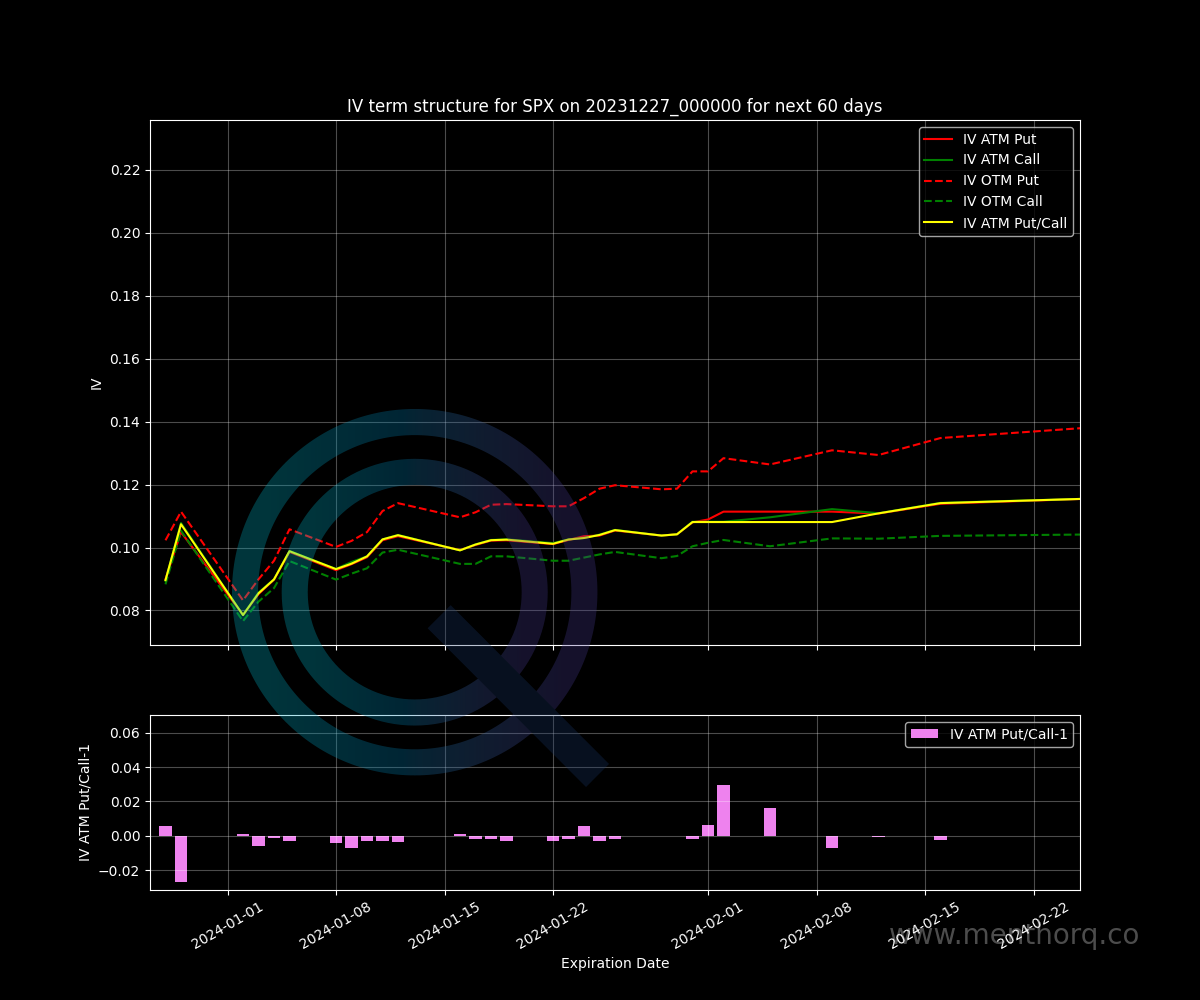 IV term structure for SPX on 20231227_000000 for next 60 days
IV ATM Put
IV ATM Call
IV OTM Put
IV OTM Call
IV ATM Put/Call
0.22
0.20
0.18
0.16
0.14
0.12
0.10
0.08
IV
IV ATM Put/Call-1
0.06
0.04
0.02
0.00
−0.02
IV ATM Put/Call-1
2024-01-01
2024-01-08
2024-01-15
2024-01-22
2024-02-01
2024-02-08
2024-02-15
2024-02-22
www.menthorq.co
Expiration Date